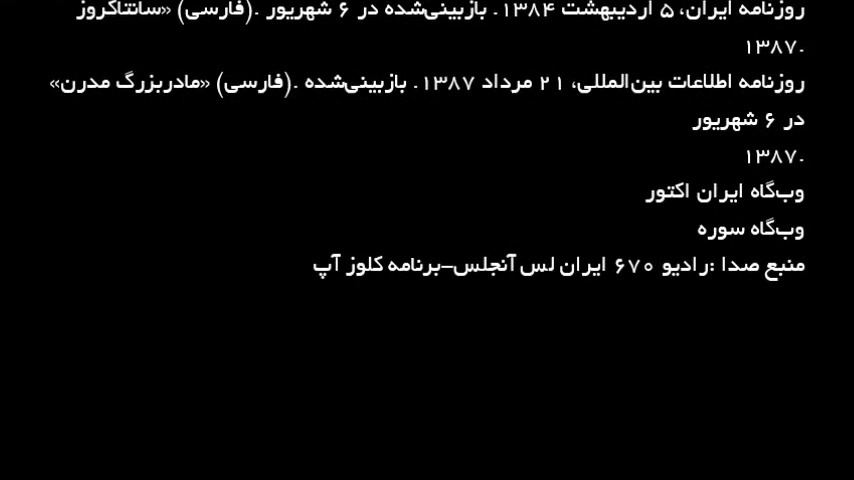 روزنامه ایران، ۵ اردیبهشت ۱۳۸۴. بازبینی‌شده در ۶ شهریور .(فارسی) «سانتاکروز
۱۳۸۷.
روزنامه اطلاعات بین‌المللی، ۲۱ مرداد ۱۳۸۷. بازبینی‌شده .(فارسی) «مادربزرگ مدرن»
در ۶ شهریور
۱۳۸۷.
وب‌گاه ایران اکتور
وب‌گاه سوره
منبع صدا :رادیو ۶۷۰ ایران لس آنجلس-برنامه کلوز آپ